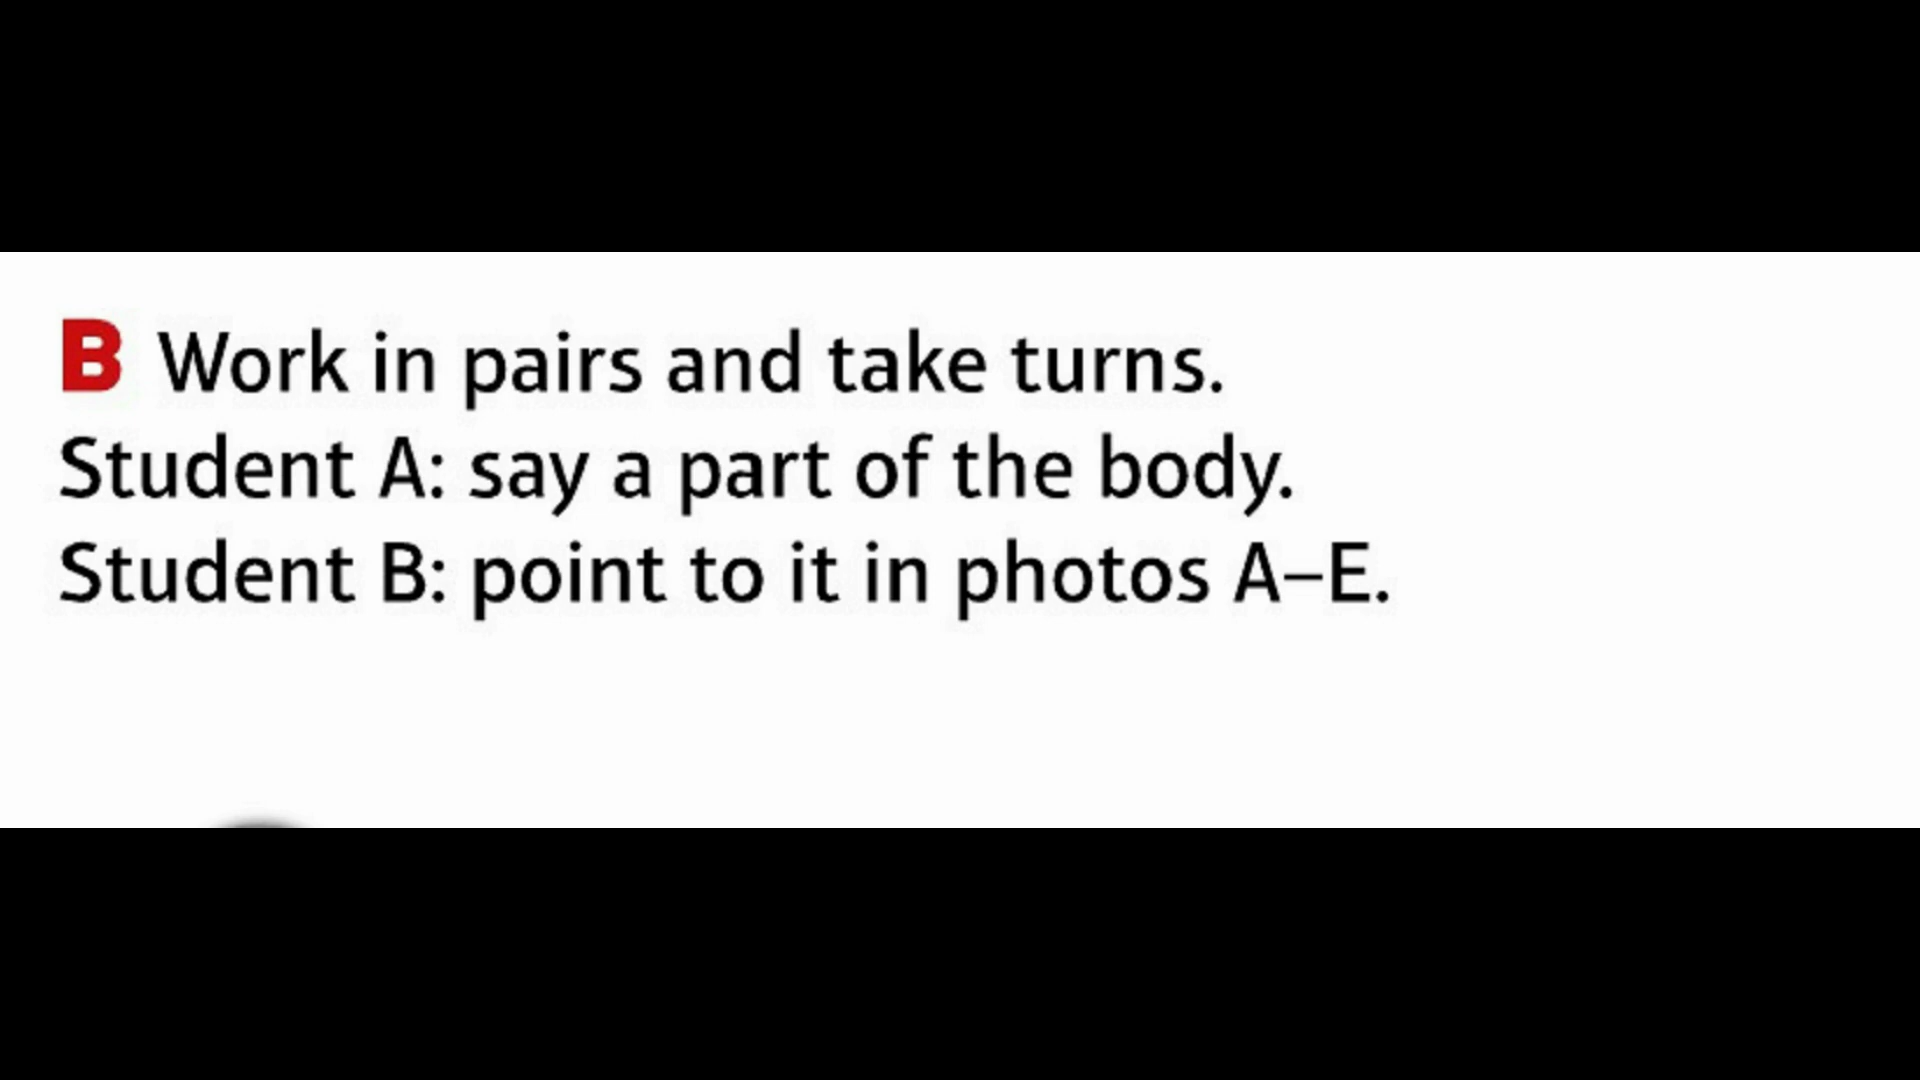 B Work in pairs and take turns.
Student A: say a part of the body.
Student B: point to it in photos A–E.